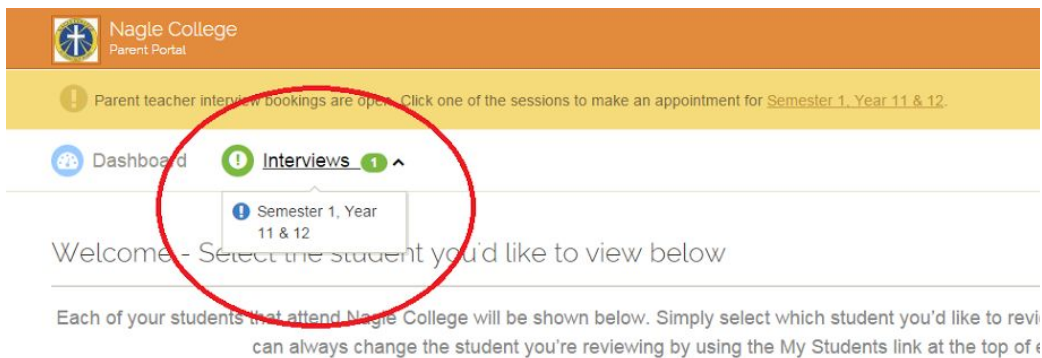 Nagle College
Parent Portal
Parent teacher interview bookings are open. Click one of the sessions to make an appointment for Semester 1, Year 11 & 12.
Dashboard Interviews 1
Semester 1, Year
11 & 12
Welcome - Select the student you'd like to view below
Each of your students that attend Nagle College will be shown below. Simply select which student you'd like to
can always change the student you're reviewing by using the My Students link at the top of